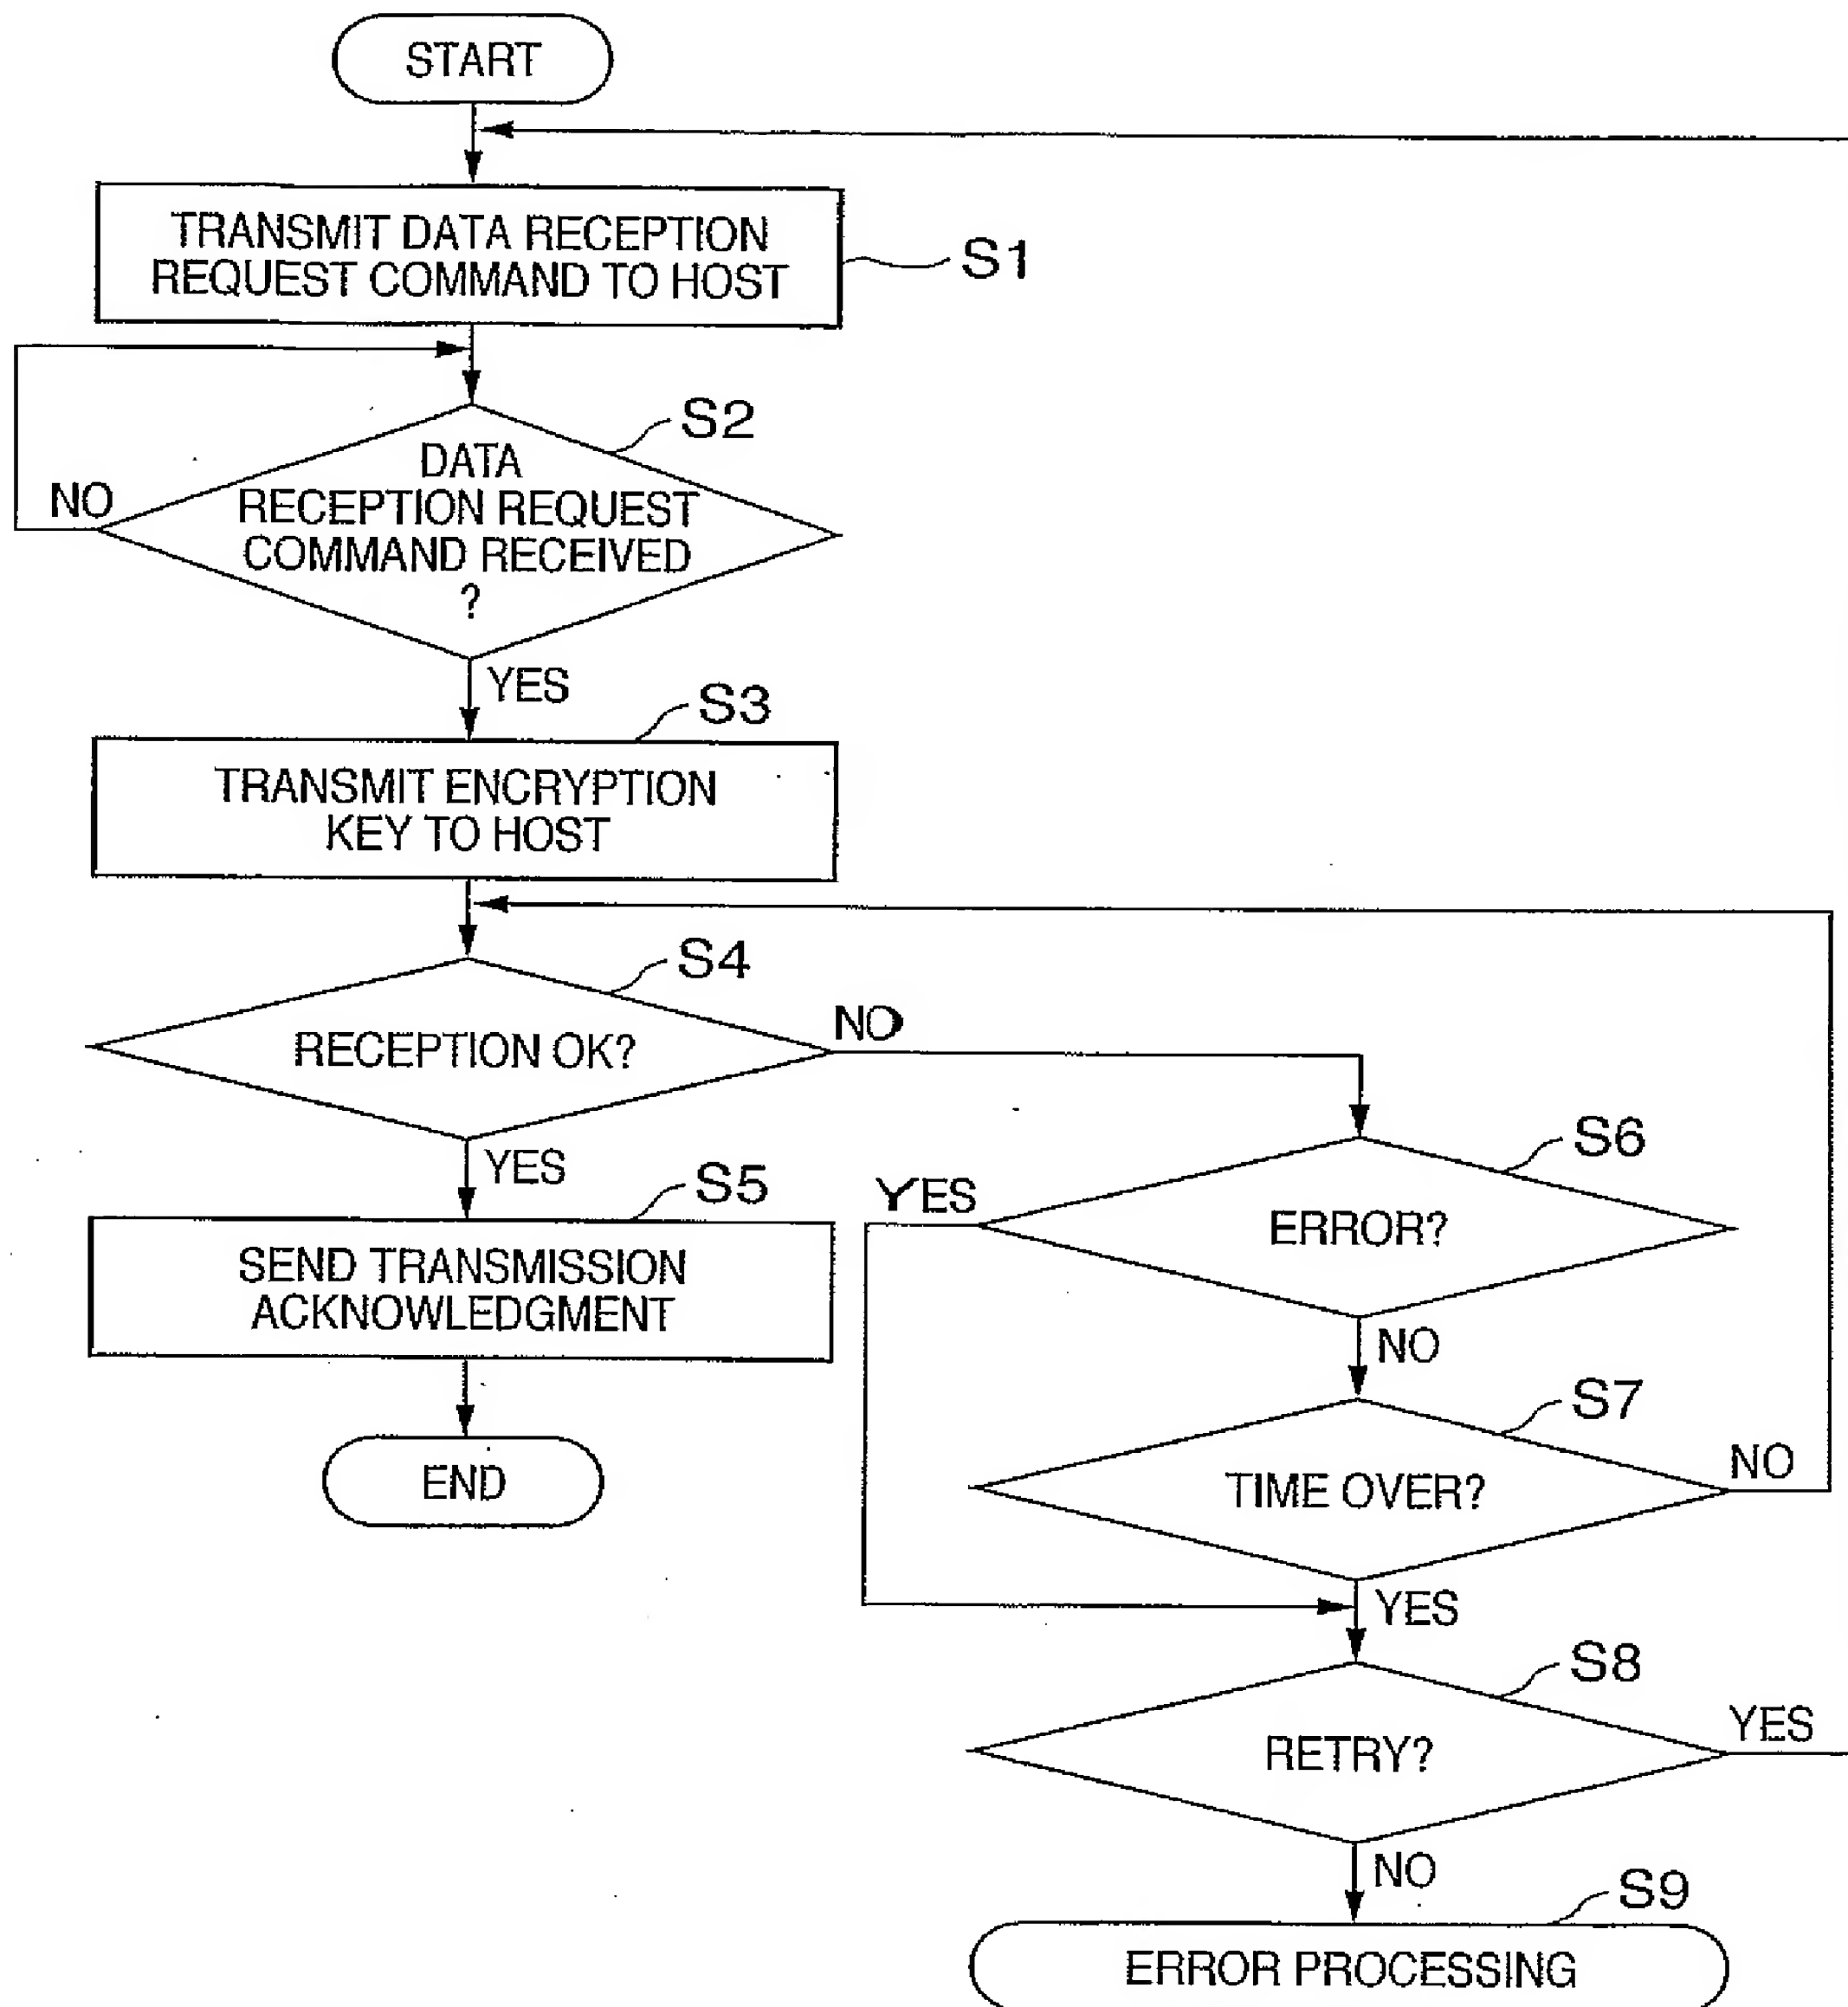 START
TRANSMIT DATA RECEPTION
REQUEST COMMAND TO HOST
S1
S2
DATA
RECEPTION REQUEST
COMMAND RECEIVED
?
NO
YES
S3
TRANSMIT ENCRYPTION
KEY TO HOST
S4
RECEPTION OK?
NO
YES
S5
SEND TRANSMISSION
ACKNOWLEDGMENT
END
S6
YES
ERROR?
NO
S7
TIME OVER?
NO
YES
S8
RETRY?
YES
NO
S9
ERROR PROCESSING